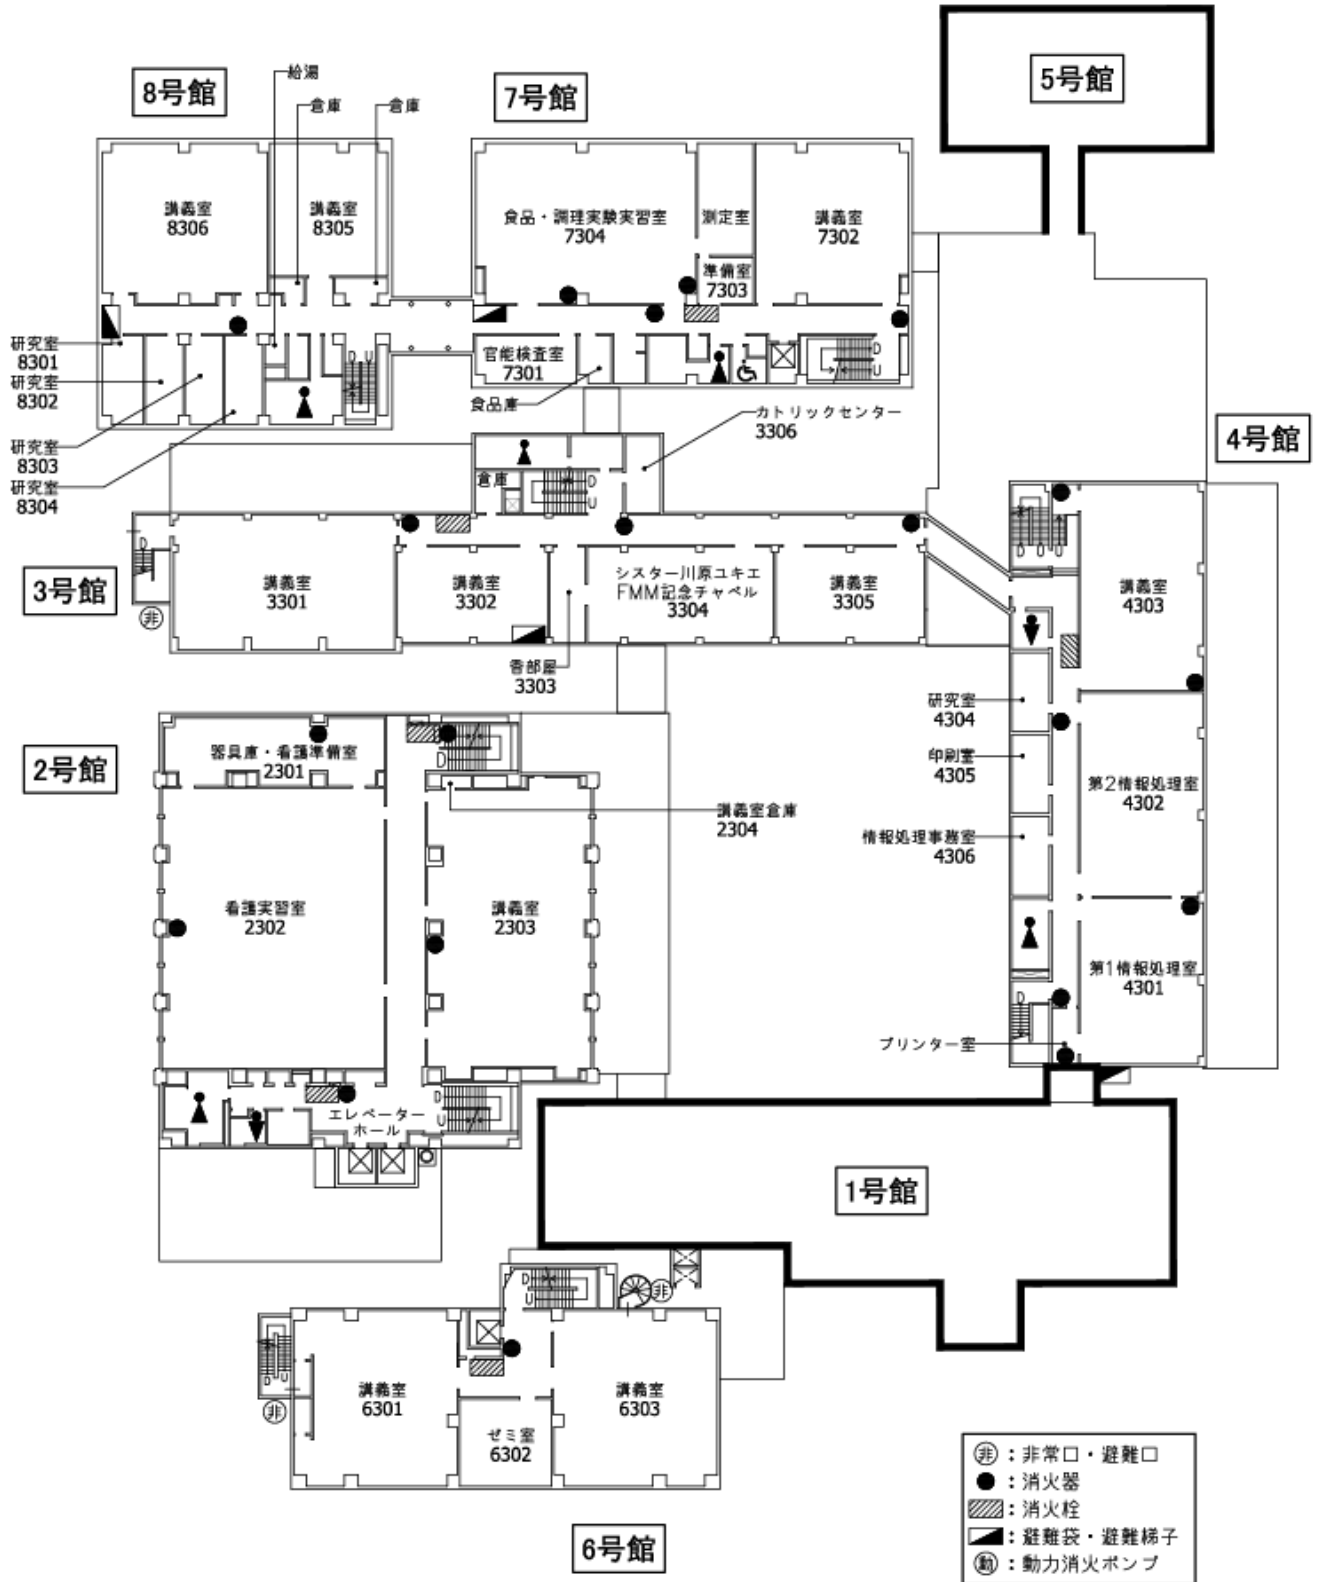 5号館
8号館
7号館
給湯
倉庫
倉庫
講義室
8306
講義室
8305
食品・調理実験実習室
7304
測定室
講義室
7302
準備室
7303
研究室
8301
研究室
8302
研究室
8303
研究室
8304
D U
官能検査室
7301
食品庫
D
U
カトリックセンター
3306
4号館
倉庫
D
U
3号館
D
非
講義室
3301
講義室
3302
シスター川原ユキエ
FMM記念チャペル
3304
講義室
3305
香部屋
3303
D U D
講義室
4303
研究室
4304
印刷室
4305
情報処理事務室
4306
第2情報処理室
4302
第1情報処理室
4301
D
プリンター室
2号館
器具庫・看護準備室
2301
U
D
講義室倉庫
2304
看護実習室
2302
講義室
2303
エレベーター
ホール
D
U
1号館
D
U
非
D U
非
講義室
6301
ゼミ室
6302
講義室
6303
6号館
非：非常口・避難口
●：消火器
：消火栓
：避難袋・避難梯子
動：動力消火ポンプ